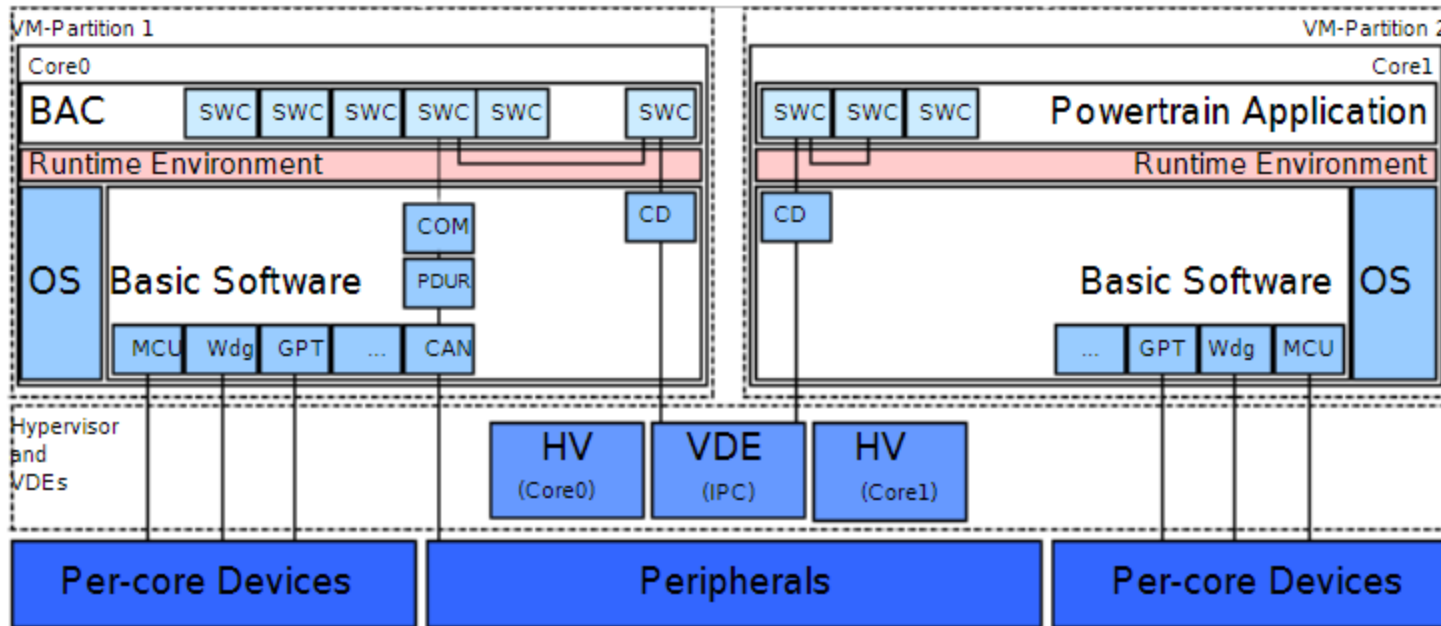 VM-Partition 1
VM-Partition 2
Core0
Core1
BAC SWC SWC SWC SWC SWC SWC
SWC SWC SWC Powertrain Application
Runtime Environment
Runtime Environment
CD
CD
COM
OS Basic Software PDUR
Basic Software OS
MCU Wdg GPT ... CAN
... GPT Wdg MCU
Hypervisor
and
VDEs
HV
(Core0)
VDE
(IPC)
HV
(Core1)
Per-core Devices
Peripherals
Per-core Devices